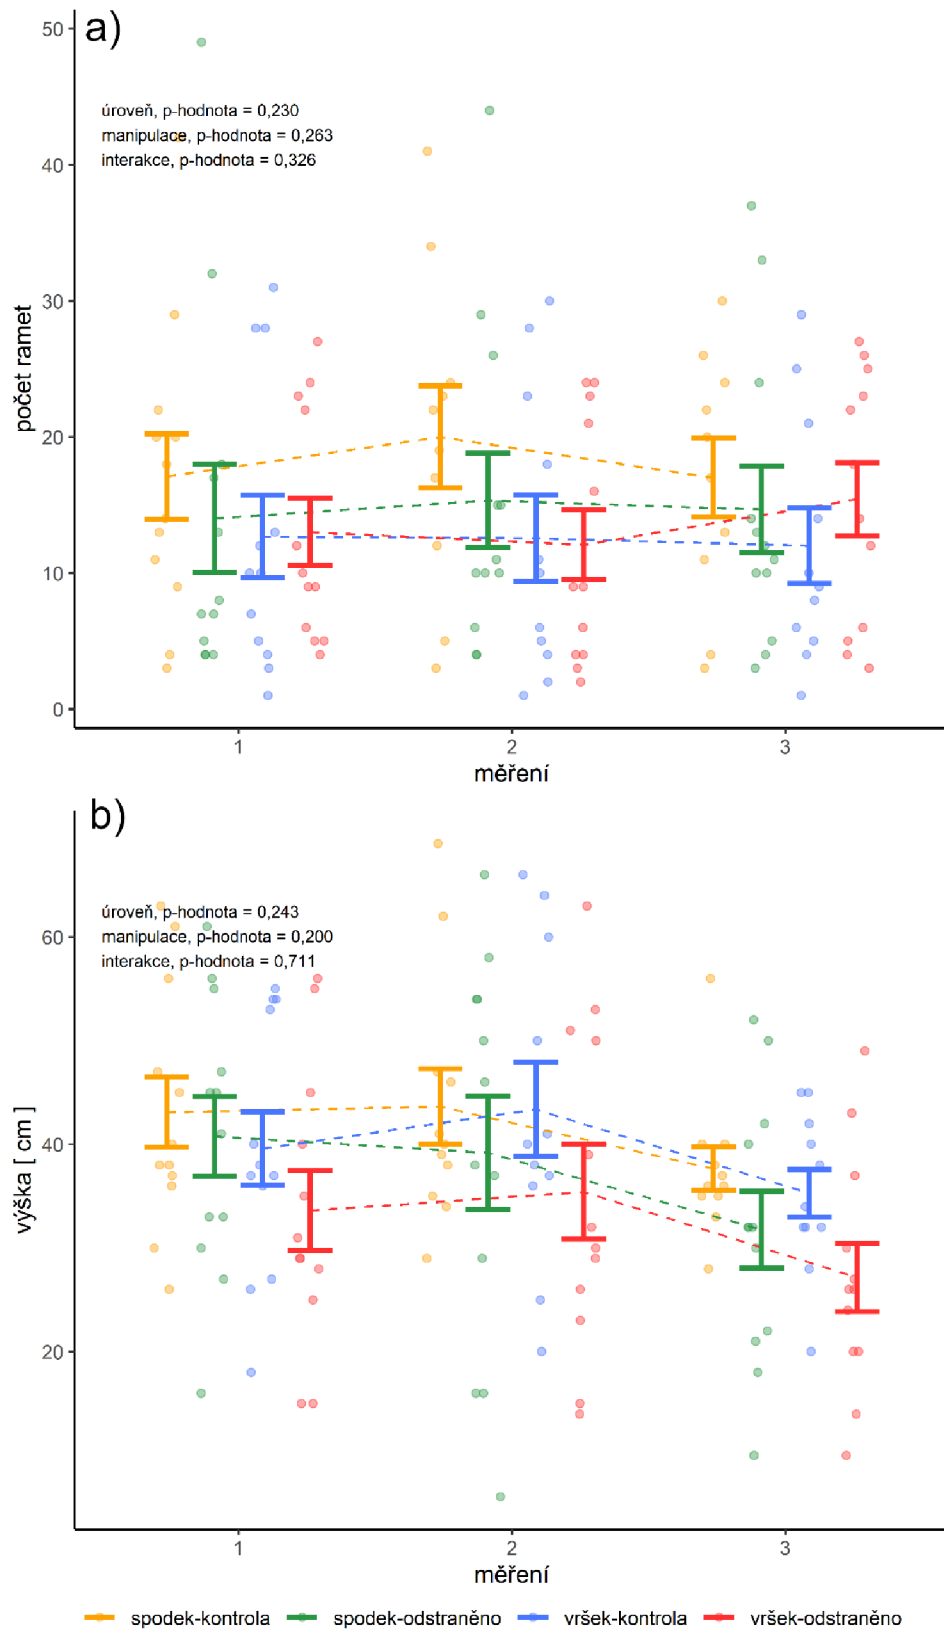 a)
50
úroveň, p-hodnota = 0,230
manipulace, p-hodnota = 0,263
interakce, p-hodnota = 0,326
40
30
počet ramet
20
10
0
1 2 3
měření
b)
úroveň, p-hodnota = 0,243
manipulace, p-hodnota = 0,200
interakce, p-hodnota = 0,711
60
výška [ cm ]
40
20
1 2 3
měření
spodek-kontrola spodek-odstraněno vršek-kontrola vršek-odstraněno